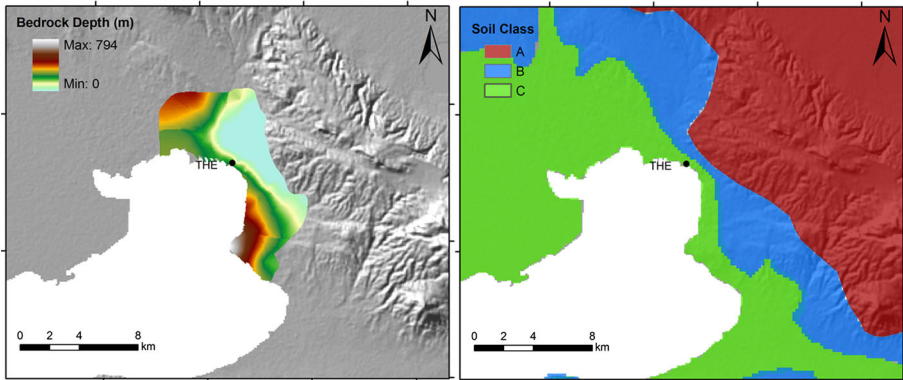 Bedrock Depth (m)
Max: 794
Min: 0
N
THE
0 2 4 8
km
Soil Class
A
B
C
N
THE
0 2 4 8
km